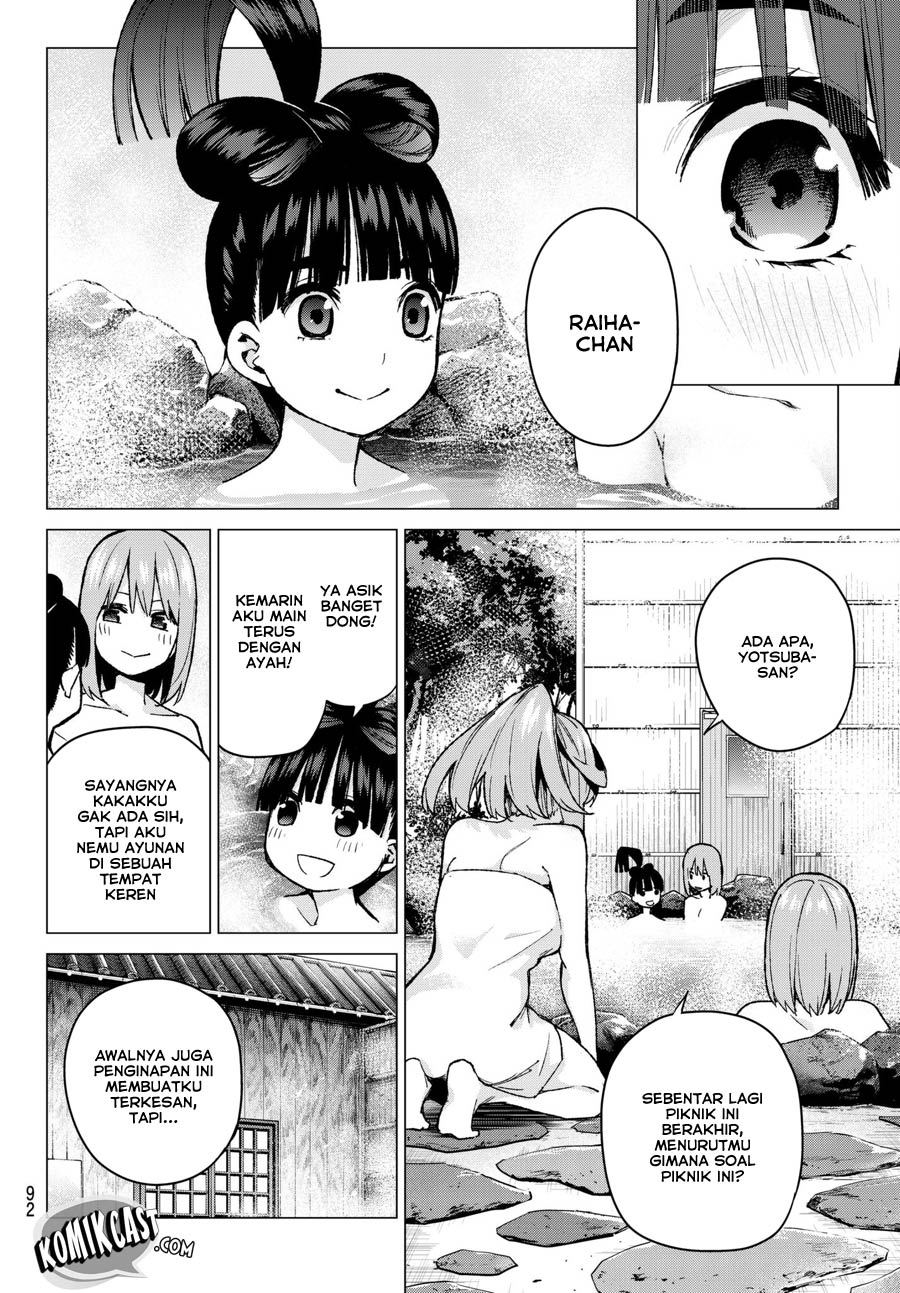 RAIHA-
CHAN
ADA APA,
YOTSUBA-
SAN?
SEBENTAR LAGI
PIKNIK INI
BERAKHIR,
MENURUTMU
GIMANA SOAL
PIKNIK INI?
YA ASIK
BANGET
DONG!
KEMARIN
AKU MAIN
TERUS
DENGAN
AYAH!
SAYANGNYA
KAKAKKU
GAK ADA SIH,
TAPI AKU
NEMU AYUNAN
DI SEBUAH
TEMPAT
KEREN
AWALNYA JUGA
PENGINAPAN INI
MEMBUATKU
TERKESAN,
TAPI...
92
KOMIKCAST
.COM